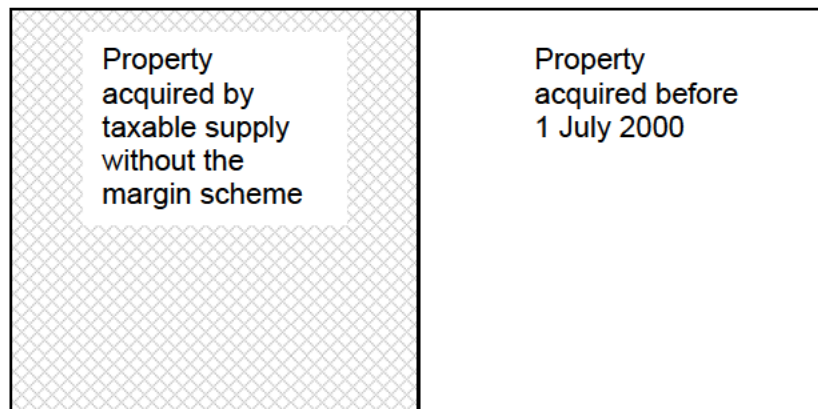 Property
acquired by
taxable supply
without the
margin scheme
Property
acquired before
1 July 2000